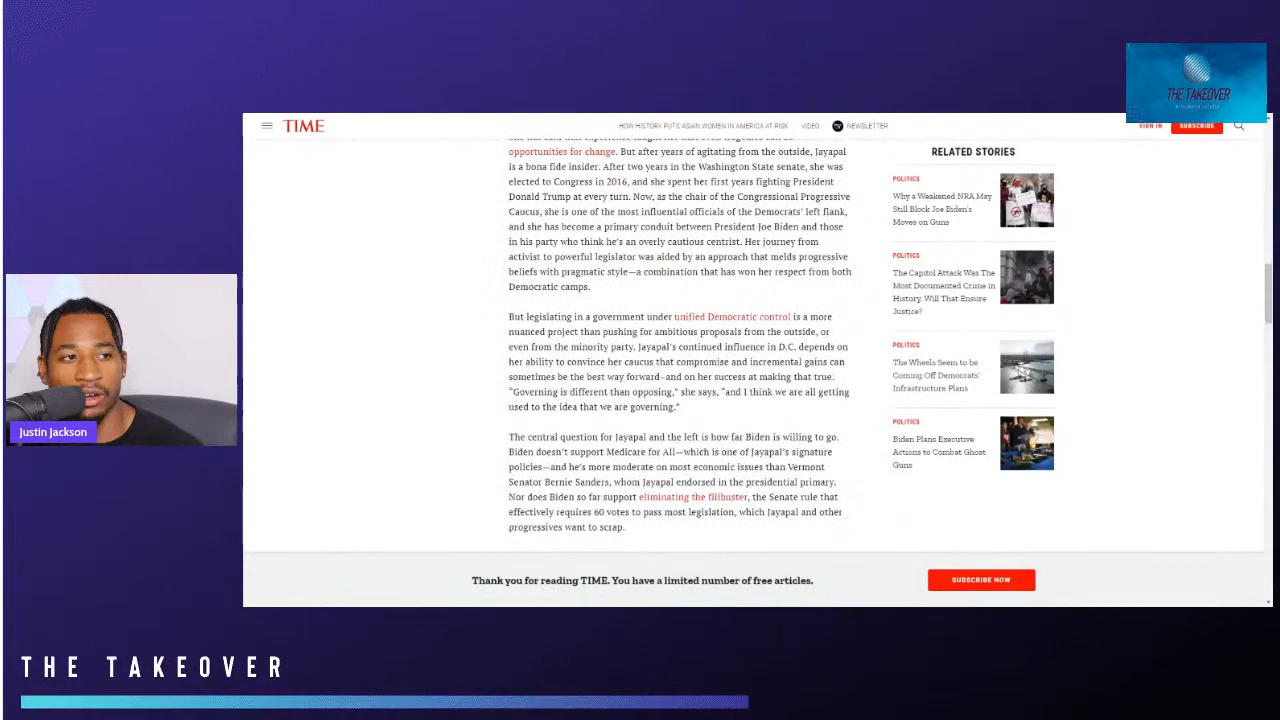 THE TAKEOVER
TIME
HOW HISTORY PUTS ASIAN WOMEN IN AMERICA AT RISK
VIDEO
NEWSLETTER
SIGN IN
SUBSCRIBE
opportunities for change. But after years of agitating from the outside, Jayapal
is a bona fide insider. After two years in the Washington State senate, she was
elected to Congress in 2016, and she spent her first years fighting President
Donald Trump at every turn. Now, as the chair of the Congressional Progressive
Caucus, she is one of the most influential officials of the Democrats' left flank,
and she has become a primary conduit between President Joe Biden and those
in his party who think he's an overly cautious centrist. Her journey from
activist to powerful legislator was aided by an approach that melds progressive
beliefs with pragmatic style—a combination that has won her respect from both
Democratic camps.
But legislating in a government under unified Democratic control is a more
nuanced project than pushing for ambitious proposals from the outside, or
even from the minority party. Jayapal's continued influence in D.C. depends on
her ability to convince her caucus that compromise and incremental gains can
sometimes be the best way forward—and on her success at making that true.
“Governing is different than opposing,” she says, “and I think we are all getting
used to the idea that we are governing.”
The central question for Jayapal and the left is how far Biden is willing to go.
Biden doesn't support Medicare for All—which is one of Jayapal's signature
policies—and he's more moderate on most economic issues than Vermont
Senator Bernie Sanders, whom Jayapal endorsed in the presidential primary.
Nor does Biden so far support eliminating the filibuster, the Senate rule that
effectively requires 60 votes to pass most legislation, which Jayapal and other
progressives want to scrap.
RELATED STORIES
POLITICS
Why a Weakened NRA May
Still Block Joe Biden's
Moves on Guns
POLITICS
The Capitol Attack Was The
Most Documented Crime in
History. Will That Ensure
Justice?
POLITICS
The Wheels Seem to be
Coming Off Democrats'
Infrastructure Plans
POLITICS
Biden Plans Executive
Actions to Combat Ghost
Guns
Thank you for reading TIME. You have a limited number of free articles.
SUBSCRIBE NOW
Justin Jackson
THE TAKEOVER